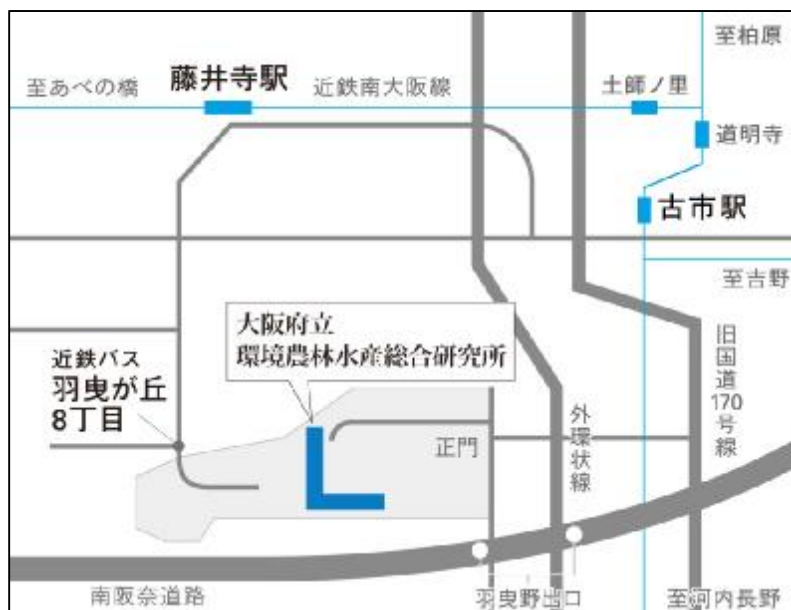 至柏原
藤井寺駅
至あべの橋
近鉄南大阪線
土師ノ里
道明寺
古市駅
至吉野
大阪府立
環境農林水産総合研究所
近鉄バス
羽曳が丘
8丁目
正門
外環状線
旧国道170号線
南阪奈道路
羽曳野出口
至河内長野